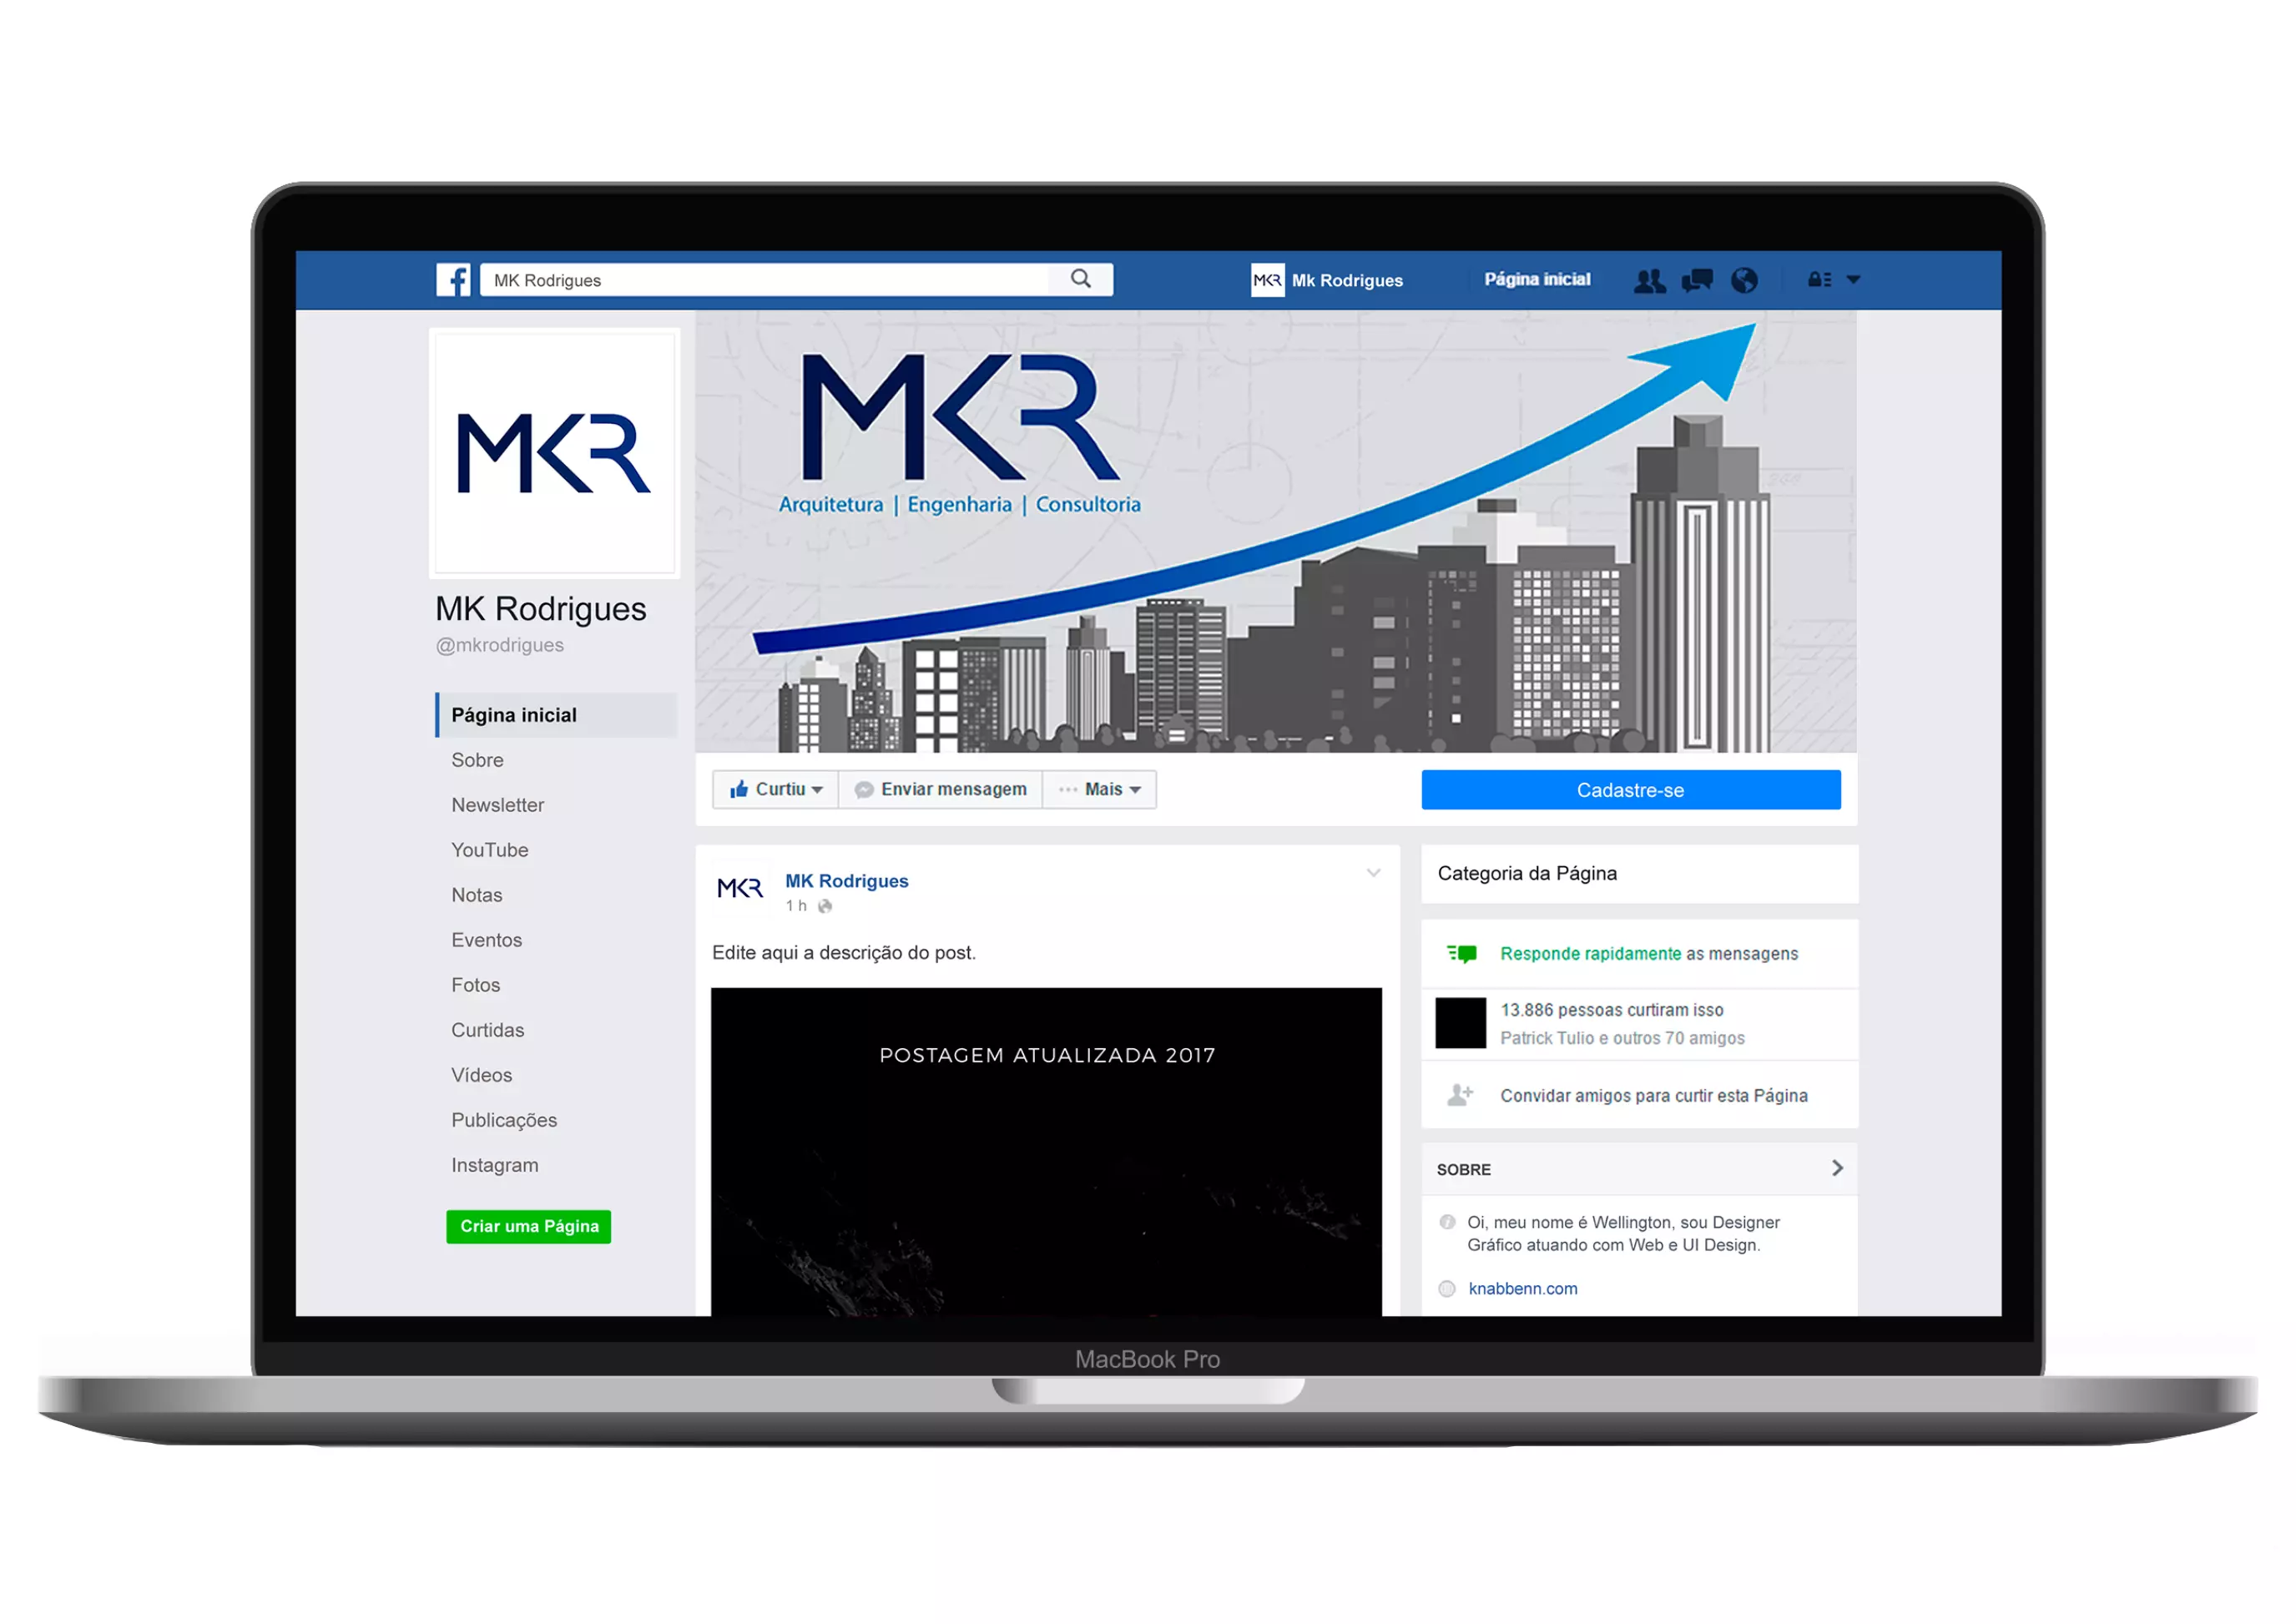 MK Rodrigues
MKR Mk Rodrigues
Página inicial
MKR
MK Rodrigues
@mkrodrigues
Página inicial
Sobre
Newsletter
YouTube
Notas
Eventos
Fotos
Curtidas
Vídeos
Publicações
Instagram
Criar uma Página
MKR
Arquitetura | Engenharia | Consultoria
Curtiu
Enviar mensagem
Mais
Cadastre-se
MKR
MK Rodrigues
1 h
Edite aqui a descrição do post.
POSTAGEM ATUALIZADA 2017
Categoria da Página
Responde rapidamente as mensagens
13.886 pessoas curtiram isso
Patrick Tulio e outros 70 amigos
Convidar amigos para curtir esta Página
SOBRE
Oi, meu nome é Wellington, sou Designer
Gráfico atuando com Web e UI Design.
knabbenn.com
MacBook Pro